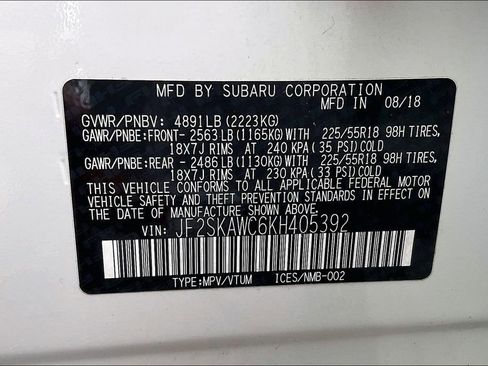 MFD BY SUBARU CORPORATION
08/18
GVWR/PNBV: 4891LB(2223KG)
GAWR/PNBE:FRONT- 2563LB(1165KG)WITH 225/55R18 98H TIRES,
18X7J RIMS AT 240 KPA( 35 PSI)COLD
GAWR/PNBE:REAR - 2486LB(1130KG)WITH 225/55R18 98H TIRES,
18X7J RIMS AT 230 KPA( 33 PSI)COLD
THIS VEHICLE CONFORMS TO ALL APPLICABLE FEDERAL MOTOR
VEHICLE SAFETY AND THEFT PREVENTION STANDARDS IN EFFECT
ON THE DATE OF MANUFACTURE SHOWN ABOVE.
VIN: JF2SKAWC6KH405392
TYPE:MPV/VTUM ICES/NMB-002